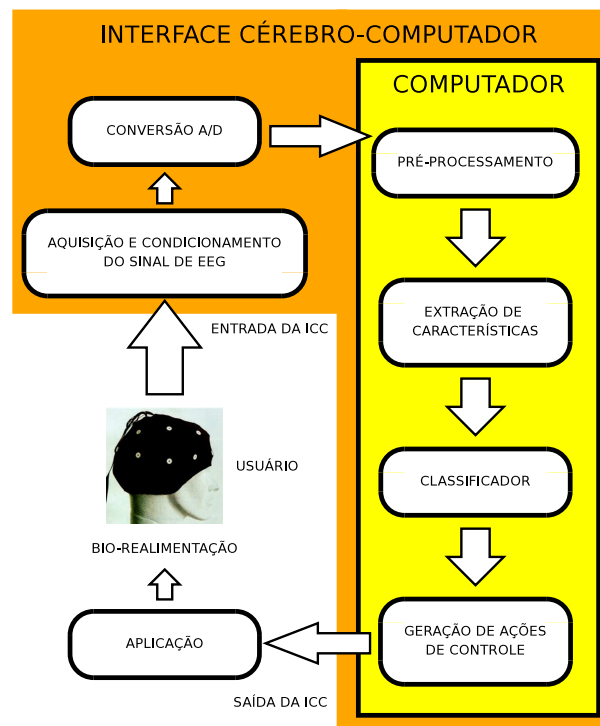 INTERFACE CÉREBRO-COMPUTADOR
COMPUTADOR
CONVERSÃO A/D
PRÉ-PROCESSAMENTO
AQUISIÇÃO E CONDICIONAMENTO
DO SINAL DE EEG
EXTRAÇÃO DE
CARACTERÍSTICAS
ENTRADA DA ICC
USUÁRIO
CLASSIFICADOR
BIO-REALIMENTAÇÃO
APLICAÇÃO
GERAÇÃO DE AÇÕES
DE CONTROLE
SAÍDA DA ICC